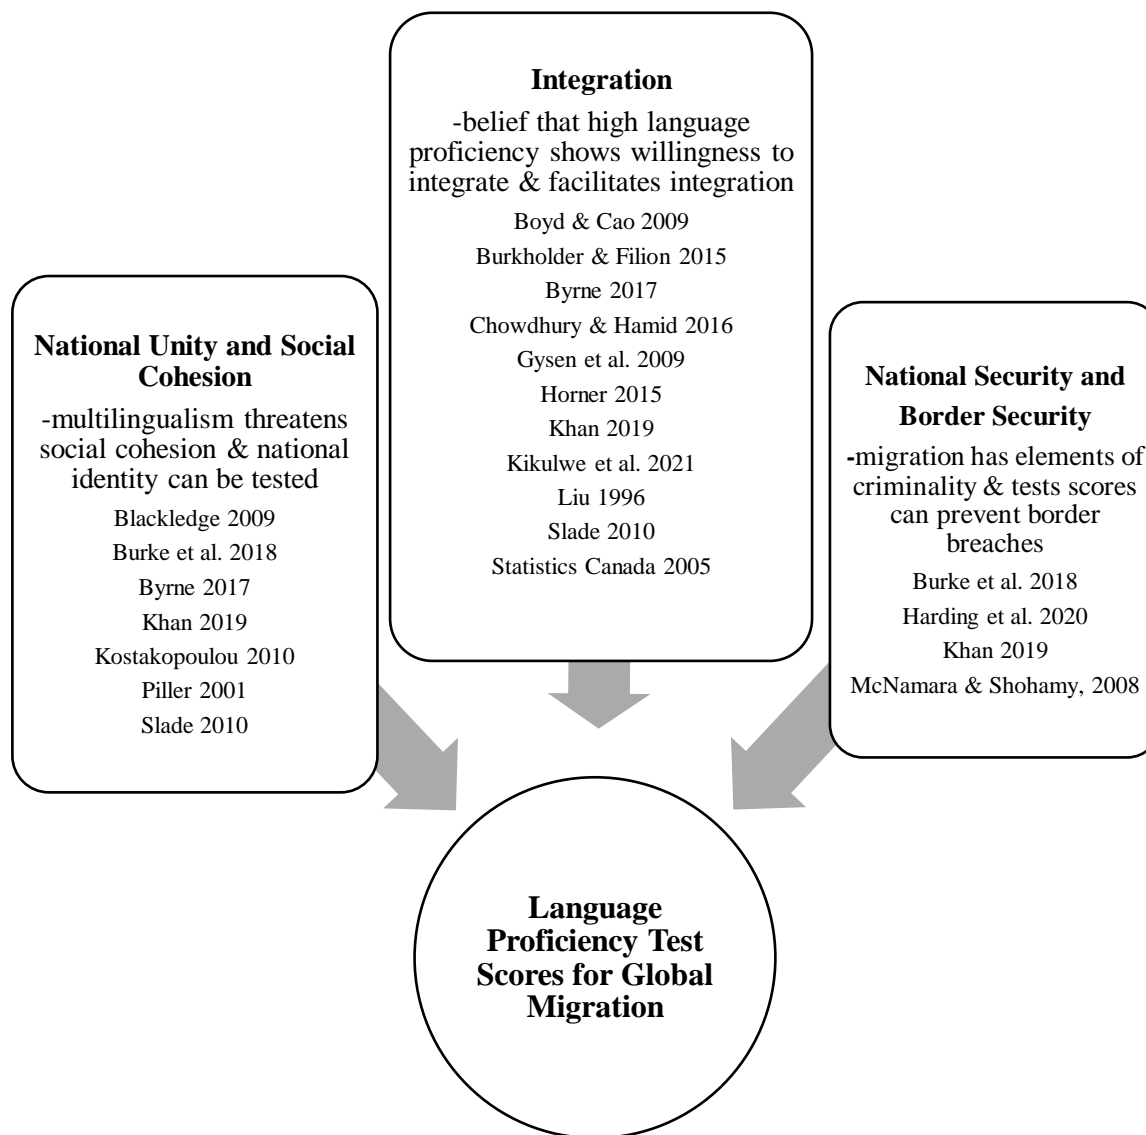 Integration
-belief that high language
proficiency shows willingness to
integrate & facilitates integration
Boyd & Cao 2009
Burkholder & Filion 2015
Byrne 2017
Chowdhury & Hamid 2016
Gysen et al. 2009
Horner 2015
Khan 2019
Kikulwe et al. 2021
Liu 1996
Slade 2010
Statistics Canada 2005
National Unity and Social
Cohesion
-multilingualism threatens
social cohesion & national
identity can be tested
Blackledge 2009
Burke et al. 2018
Byrne 2017
Khan 2019
Kostakopoulou 2010
Piller 2001
Slade 2010
National Security and
Border Security
-migration has elements of
criminality & tests scores
can prevent border
breaches
Burke et al. 2018
Harding et al. 2020
Khan 2019
McNamara & Shohamy, 2008
Language
Proficiency Test
Scores for Global
Migration